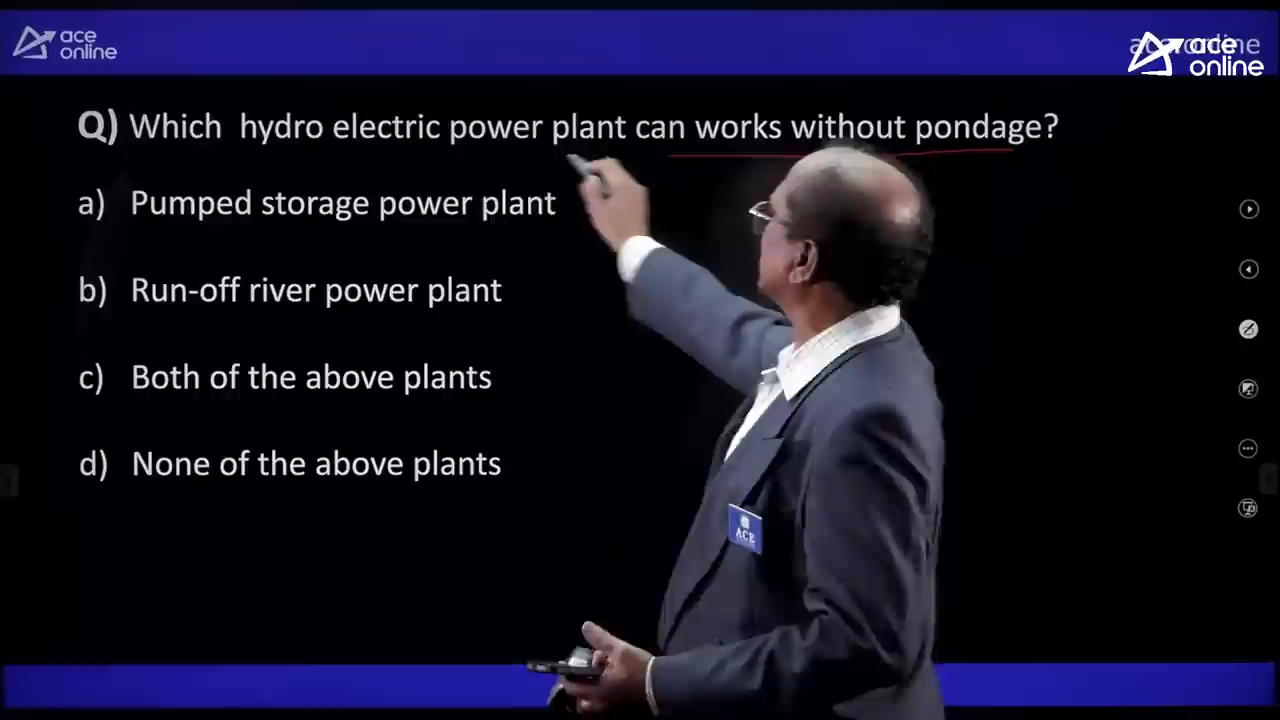 ace
online
ace
online
Q) Which hydro electric power plant can works without pondage?
a) Pumped storage power plant
b) Run-off river power plant
c) Both of the above plants
d) None of the above plants
ACE